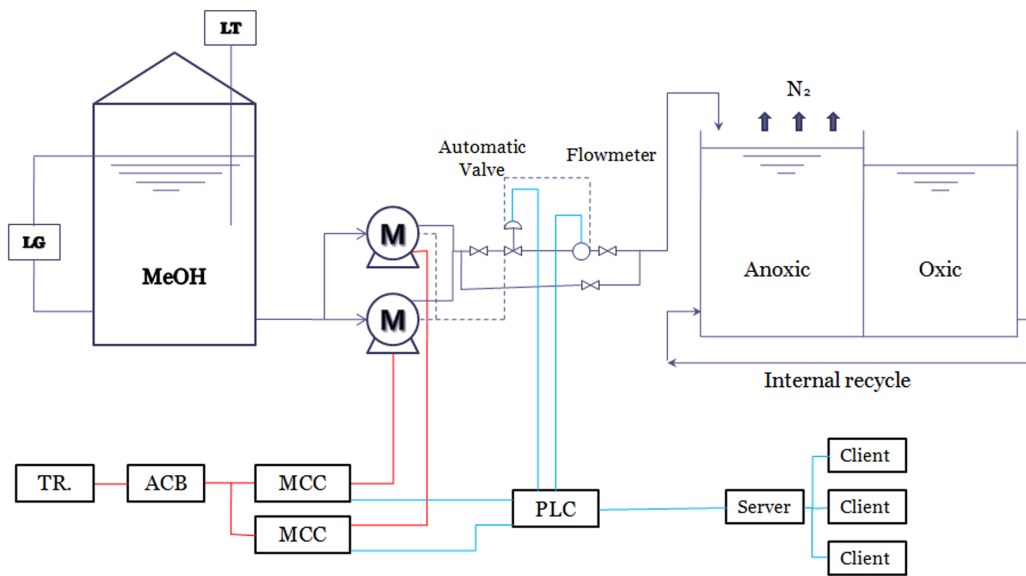 LT
N₂
Automatic
Valve
Flowmeter
M
LG
MeOH
Anoxic
Oxic
M
Internal recycle
TR.
ACB
MCC
MCC
PLC
Server
Client
Client
Client